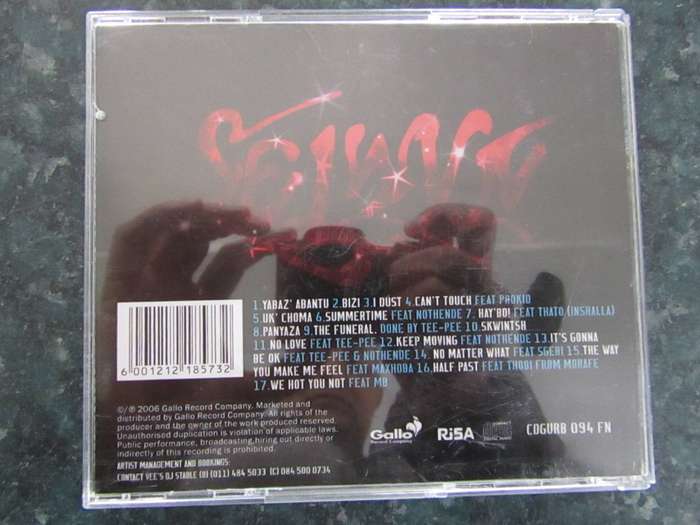 1.YABAZ' ABANTU 2.BIZI 3.I DUST 4.CAN'T TOUCH FEAT PROKID
5.UK' CHOMA 6.SUMMERTIME FEAT NOTHENDE 7. HAY'BO! FEAT THATO (INSHALLA)
8.PANYAZA 9.THE FUNERAL. DONE BY TEE-PEE 10.SKWINTSH
11.NO LOVE FEAT TEE-PEE 12.KEEP MOVING FEAT NOTHENDE 13.IT'S GONNA
BE OK FEAT TEE-PEE & NOTHENDE 14. NO MATTER WHAT FEAT SGEBI 15.THE WAY
YOU MAKE ME FEEL FEAT MAXHOBA 16.HALF PAST FEAT THOBI FROM MORAFE
17.WE HOT YOU NOT FEAT MB
6 001212 185732
©/℗ 2006 Gallo Record Company. Marketed and
distributed by Gallo Record Company. All rights of the
producer and the owner of the work produced reserved.
Unauthorised duplication is violation of applicable laws.
Public performance, broadcasting,hiring out directly or
indirectly of this recording is prohibited.
ARTIST MANAGEMENT AND BOOKINGS:
CONTACT VEE'S DJ STABLE (0) (011) 484 5033 (C) 084 500 0734
Gallo
Record Company
RiSA
CDGURB 094 FN